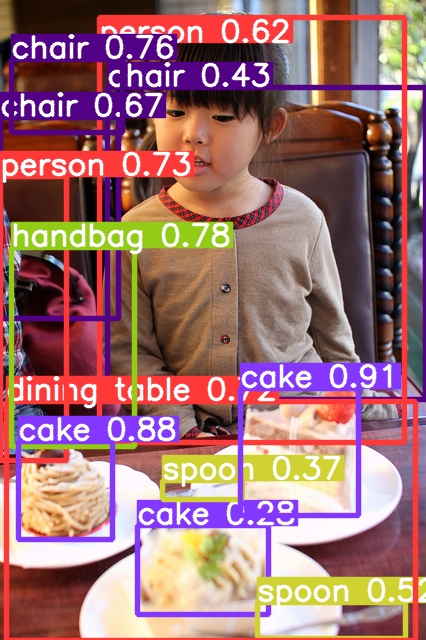 person 0.62
chair 0.76
chair 0.43
chair 0.67
person 0.73
handbag 0.78
dining table 0.72
cake 0.91
cake 0.88
spoon 0.37
cake 0.28
spoon 0.52